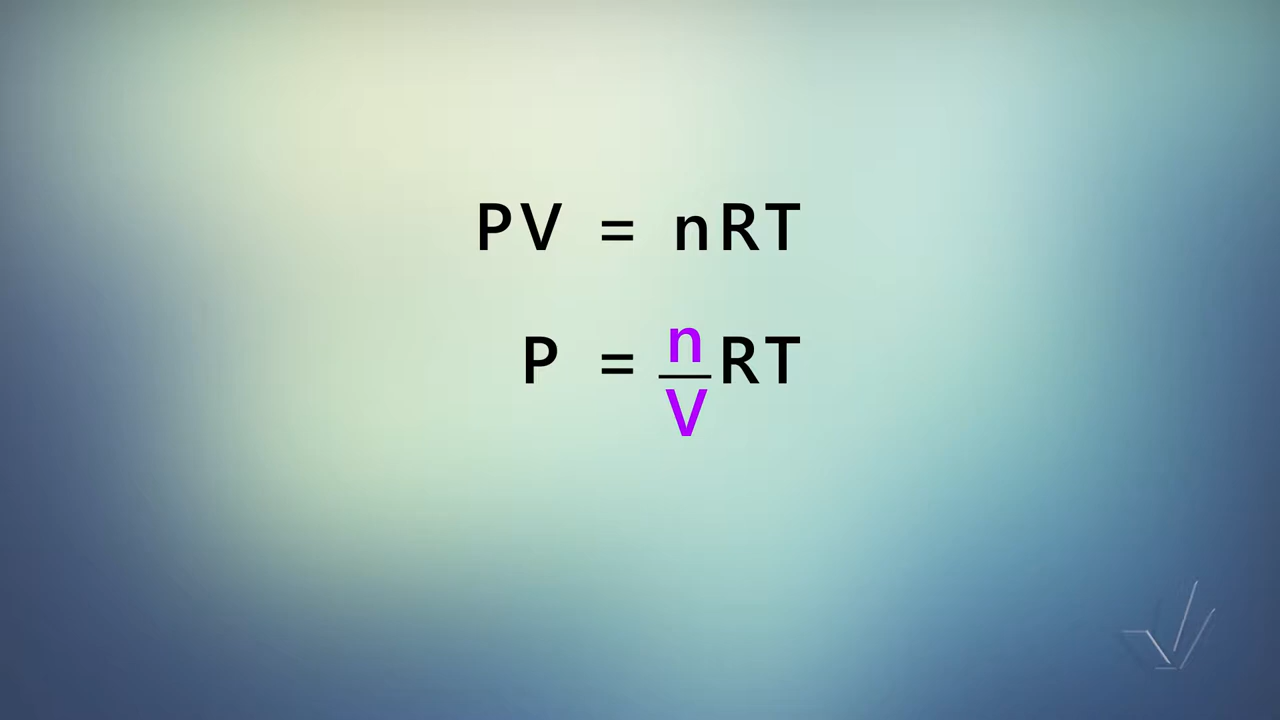 PV = nRT
P = n/V RT